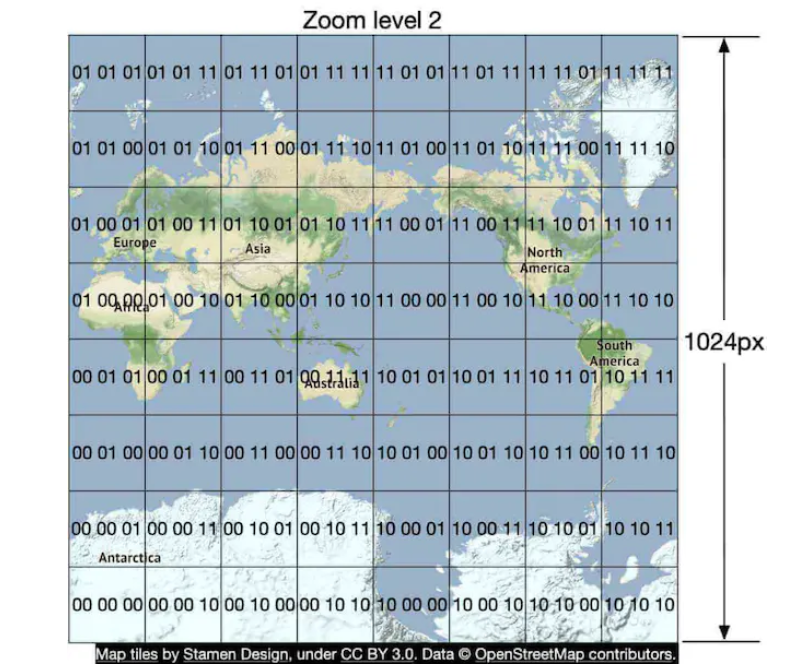 Zoom level 2
01 01 01 01 01 11 01 11 01 01 11 11 11 01 01 11 01 11 11 11 01 11 11 11
01 01 00 01 01 10 01 11 00 01 11 10 11 01 00 11 01 10 11 11 00 11 11 10
01 00 01 01 00 11 01 10 01 01 10 11 11 00 01 11 00 11 11 10 01 11 10 11
Europe
Asia
North
America
01 00 00 01 00 10 01 10 00 01 10 10 11 00 00 11 00 10 11 10 00 11 10 10
Africa
1024px
South
America
00 01 01 00 01 11 00 11 01 00 11 11 10 01 01 10 01 11 10 11 01 10 11 11
Australia
00 01 00 00 01 10 00 11 00 00 11 10 10 01 00 10 01 10 10 11 00 10 11 10
00 00 01 00 00 11 00 10 01 00 10 11 10 00 01 10 00 11 10 10 01 10 10 11
Antarctica
00 00 00 00 00 10 00 10 00 00 10 10 10 00 00 10 00 10 10 10 00 10 10 10
Map tiles by Stamen Design, under CC BY 3.0. Data © OpenStreetMap contributors.